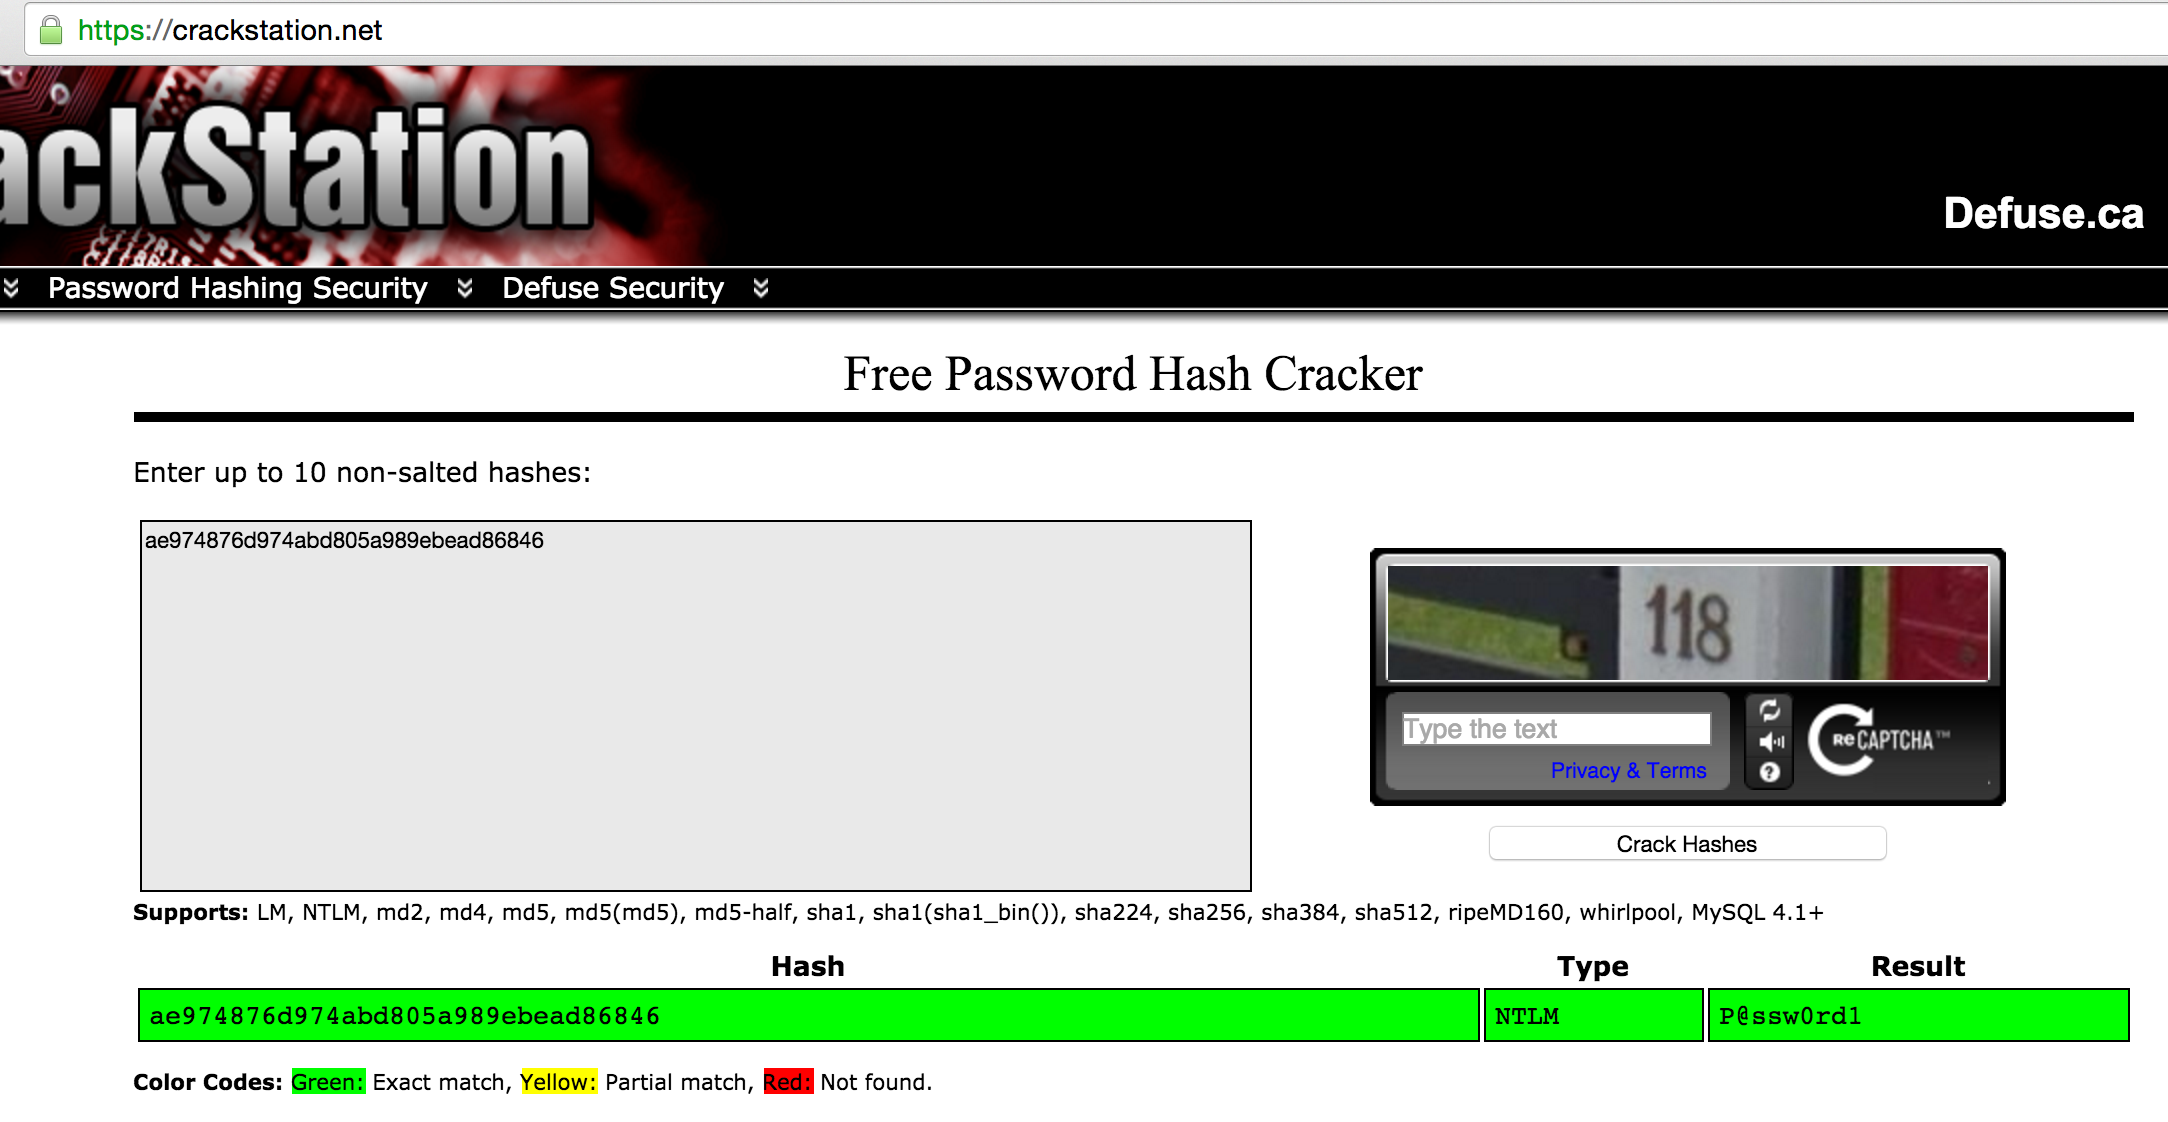 https://crackstation.net
ackStation
Defuse.ca
Password Hashing Security Defuse Security
Free Password Hash Cracker
Enter up to 10 non-salted hashes:
ae974876d974abd805a989ebead86846
118
Type the text
Privacy & Terms
reCAPTCHA™
Crack Hashes
Supports: LM, NTLM, md2, md4, md5, md5(md5), md5-half, sha1, sha1(sha1_bin()), sha224, sha256, sha384, sha512, ripeMD160, whirlpool, MySQL 4.1+
Hash Type Result
ae974876d974abd805a989ebead86846 NTLM P@ssw0rd1
Color Codes: Green: Exact match, Yellow: Partial match, Red: Not found.